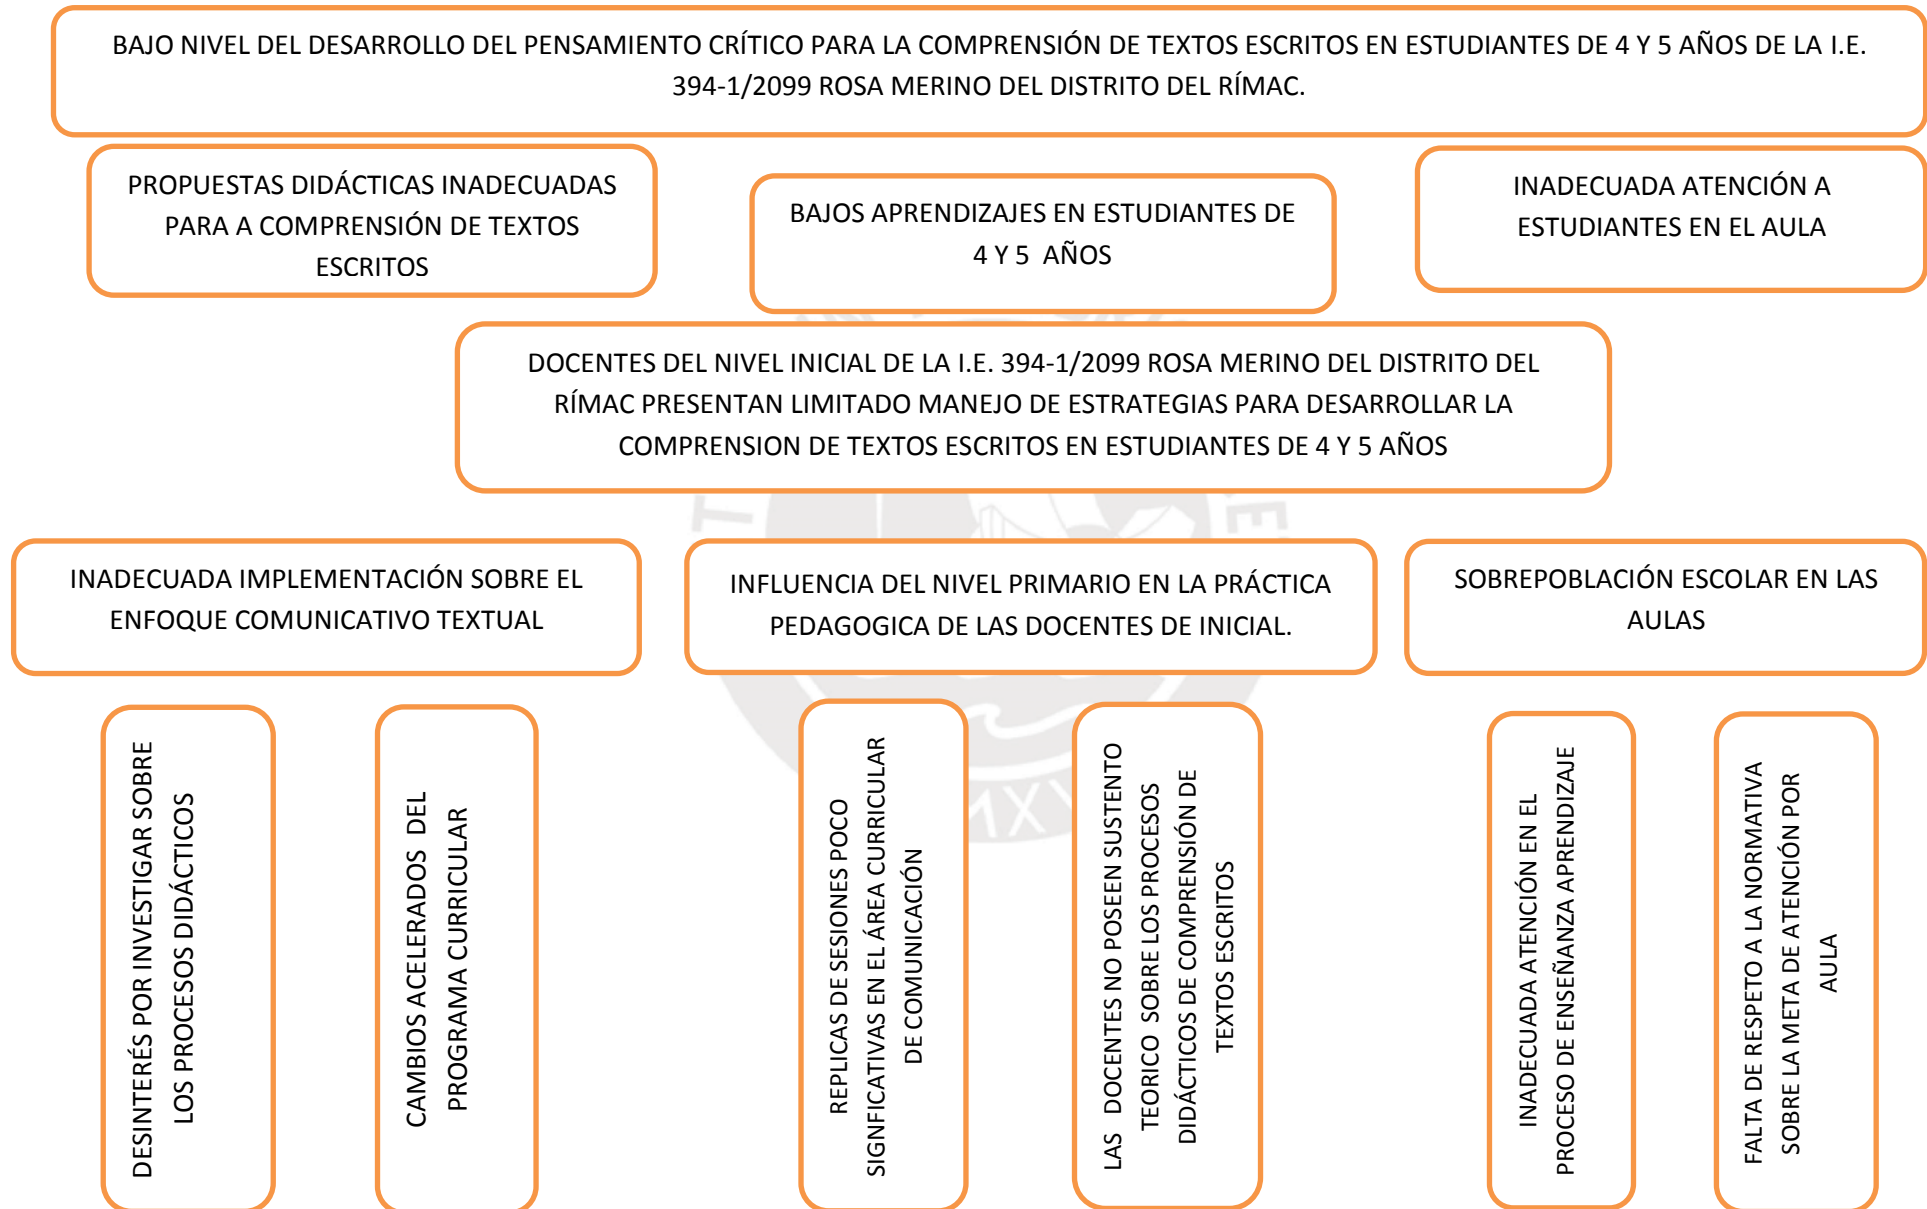 BAJO NIVEL DEL DESARROLLO DEL PENSAMIENTO CRÍTICO PARA LA COMPRENSIÓN DE TEXTOS ESCRITOS EN ESTUDIANTES DE 4 Y 5 AÑOS DE LA I.E.
394-1/2099 ROSA MERINO DEL DISTRITO DEL RÍMAC.
PROPUESTAS DIDÁCTICAS INADECUADAS
PARA A COMPRENSIÓN DE TEXTOS
ESCRITOS
BAJOS APRENDIZAJES EN ESTUDIANTES DE
4 Y 5 AÑOS
INADECUADA ATENCIÓN A
ESTUDIANTES EN EL AULA
DOCENTES DEL NIVEL INICIAL DE LA I.E. 394-1/2099 ROSA MERINO DEL DISTRITO DEL
RÍMAC PRESENTAN LIMITADO MANEJO DE ESTRATEGIAS PARA DESARROLLAR LA
COMPRENSION DE TEXTOS ESCRITOS EN ESTUDIANTES DE 4 Y 5 AÑOS
INADECUADA IMPLEMENTACIÓN SOBRE EL
ENFOQUE COMUNICATIVO TEXTUAL
INFLUENCIA DEL NIVEL PRIMARIO EN LA PRÁCTICA
PEDAGOGICA DE LAS DOCENTES DE INICIAL.
SOBREPOBLACIÓN ESCOLAR EN LAS
AULAS
DESINTERÉS POR INVESTIGAR SOBRE
LOS PROCESOS DIDÁCTICOS
CAMBIOS ACELERADOS DEL
PROGRAMA CURRICULAR
REPLICAS DE SESIONES POCO
SIGNFICATIVAS EN EL ÁREA CURRICULAR
DE COMUNICACIÓN
LAS DOCENTES NO POSEEN SUSTENTO
TEORICO SOBRE LOS PROCESOS
DIDÁCTICOS DE COMPRENSIÓN DE
TEXTOS ESCRITOS
INADECUADA ATENCIÓN EN EL
PROCESO DE ENSEÑANZA APRENDIZAJE
FALTA DE RESPETO A LA NORMATIVA
SOBRE LA META DE ATENCIÓN POR
AULA